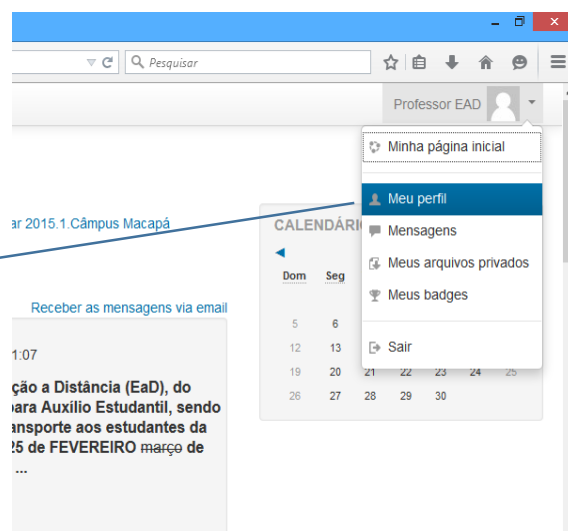 Pesquisar
Professor EAD
Minha página inicial
Meu perfil
Mensagens
Meus arquivos privados
Meus badges
Sair
ar 2015.1.Câmpus Macapá
Receber as mensagens via email
1:07
ção a Distância (EaD), do
para Auxílio Estudantil, sendo
ansporte aos estudantes da
25 de FEVEREIRO março de
...
CALENDÁRI
Dom Seg
5 6
12 13
19 20 21 22 23 24 25
26 27 28 29 30